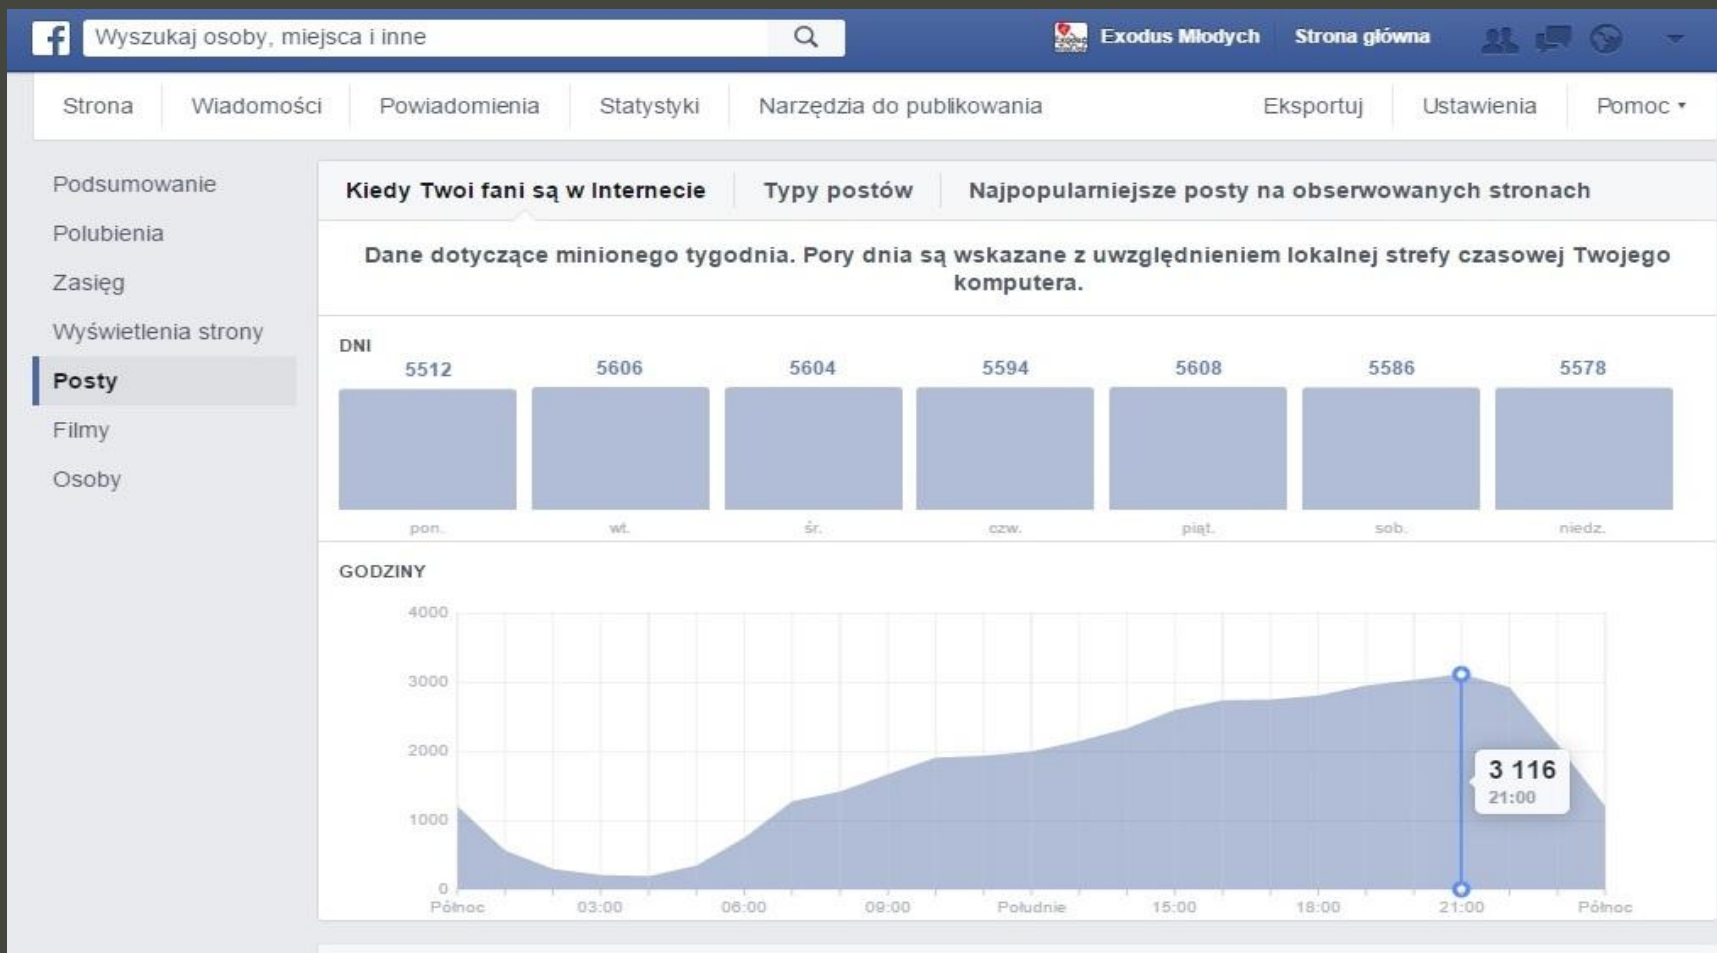 Wyszukaj osoby, miejsca i inne
Exodus Młodych
Strona główna
Strona
Wiadomości
Powiadomienia
Statystyki
Narzędzia do publikowania
Eksportuj
Ustawienia
Pomoc
Podsumowanie
Polubienia
Zasięg
Wyświetlenia strony
Posty
Filmy
Osoby
Kiedy Twoi fani są w Internecie
Typy postów
Najpopularniejsze posty na obserwowanych stronach
Dane dotyczące minionego tygodnia. Pory dnia są wskazane z uwzględnieniem lokalnej strefy czasowej Twojego
komputera.
DNI
5512 5606 5604 5594 5608 5586 5578
pon. wt. śr. czw. piąt. sob. niedz.
GODZINY
4000
3000
2000
1000
0
3 116
21:00
Północ 03:00 06:00 09:00 Południe 15:00 18:00 21:00 Północ